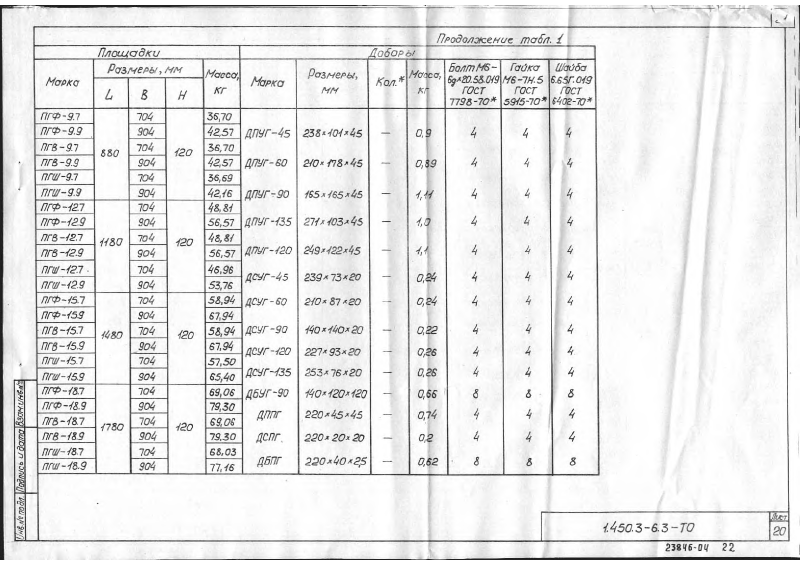 Продолжение табл. 1
Площадки Доборы
Марка Размеры, мм Масса, кг Марка Размеры, мм Кол.* Масса, кг Болт М6-6g×20.58.019 ГОСТ 7798-70* Гайка М6-7Н.5 ГОСТ 5915-70* Шайба 6.65Г.019 ГОСТ 6402-70*
L B H
ПГФ-9.7 880 704 120 36,70
ПГФ-9.9 904 42,57 ДПУГ-45 238×101×45 — 0,9 4 4 4
ПГВ-9.7 704 36,70
ПГВ-9.9 904 42,57 ДПУГ-60 210×178×45 — 0,89 4 4 4
ПГШ-9.7 704 36,69
ПГШ-9.9 904 42,16 ДПУГ-90 165×165×45 — 1,11 4 4 4
ПГФ-12.7 1180 704 120 48,81
ПГФ-12.9 904 56,57 ДПУГ-135 271×103×45 — 1,0 4 4 4
ПГВ-12.7 704 48,81
ПГВ-12.9 904 56,57 ДПУГ-120 249×122×45 — 1,1 4 4 4
ПГШ-12.7 704 46,96
ПГШ-12.9 904 53,76 ДСУГ-45 239×73×20 — 0,24 4 4 4
ПГФ-15.7 1480 704 120 58,94 ДСУГ-60 210×87×20 — 0,24 4 4 4
ПГФ-15.9 904 67,94
ПГВ-15.7 704 58,94 ДСУГ-90 140×140×20 — 0,22 4 4 4
ПГВ-15.9 904 67,94 ДСУГ-120 227×93×20 — 0,26 4 4 4
ПГШ-15.7 704 57,50
ПГШ-15.9 904 65,40 ДСУГ-135 253×76×20 — 0,26 4 4 4
ПГФ-18.7 1780 704 120 69,06 ДБУГ-90 140×120×120 — 0,66 8 8 8
ПГФ-18.9 904 79,30 ДППГ 220×45×45 — 0,74 4 4 4
ПГВ-18.7 704 69,06
ПГВ-18.9 904 79,30 ДСПГ 220×20×20 — 0,2 4 4 4
ПГШ-18.7 704 68,03
ПГШ-18.9 904 77,16 ДБПГ 220×40×25 — 0,62 8 8 8
Инв.№ подл. Подпись и дата Взам.инв.№
1.450.3-6.3-ТО
Лист
20
23846-04 22